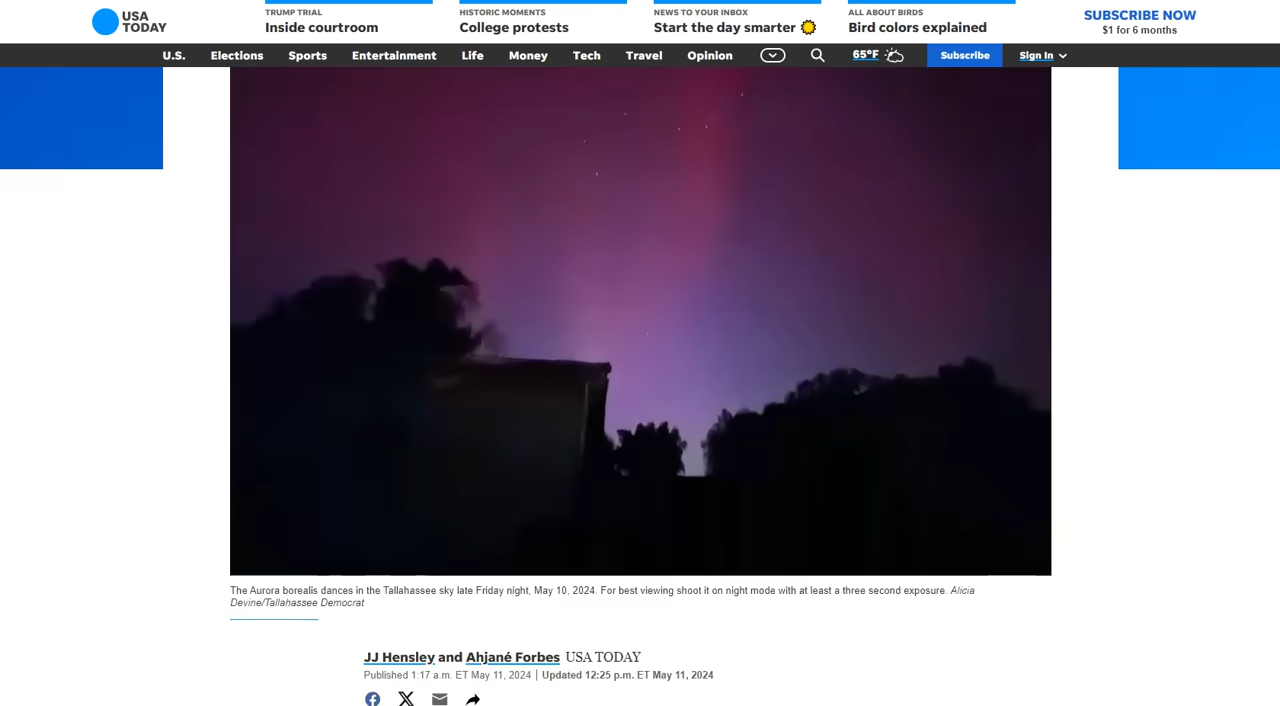 USA
TODAY
TRUMP TRIAL
Inside courtroom
HISTORIC MOMENTS
College protests
NEWS TO YOUR INBOX
Start the day smarter
ALL ABOUT BIRDS
Bird colors explained
SUBSCRIBE NOW
$1 for 6 months
U.S. Elections Sports Entertainment Life Money Tech Travel Opinion 65°F Subscribe Sign In
The Aurora borealis dances in the Tallahassee sky late Friday night, May 10, 2024. For best viewing shoot it on night mode with at least a three second exposure. Alicia
Devine/Tallahassee Democrat
JJ Hensley and Ahjané Forbes USA TODAY
Published 1:17 a.m. ET May 11, 2024 | Updated 12:25 p.m. ET May 11, 2024